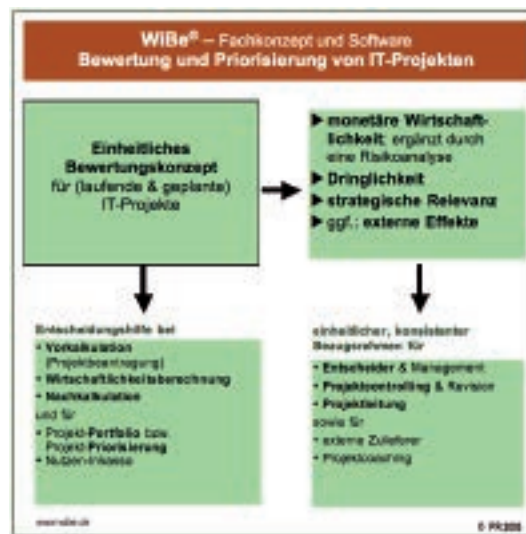 WiBe® – Fachkonzept und Software
Bewertung und Priorisierung von IT-Projekten
Einheitliches
Bewertungskonzept
für (laufende & geplante)
IT-Projekte
▶ monetäre Wirtschaft-
lichkeit; ergänzt durch
eine Risikoanalyse
▶ Dringlichkeit
▶ strategische Relevanz
▶ ggf.: externe Effekte
Entscheidungshilfe bei
• Vorkalkulation
(Projektbeantragung)
• Wirtschaftlichkeitsberechnung
• Nachkalkulation
und für
• Projekt-Portfolio bzw.
Projekt-Priorisierung
• Nutzen-Inkasso
einheitlicher, konsistenter
Bezugsrahmen für
• Entscheider & Management
• Projektcontrolling & Revision
• Projektleitung
sowie für
• externe Zulieferer
• Projektcoaching